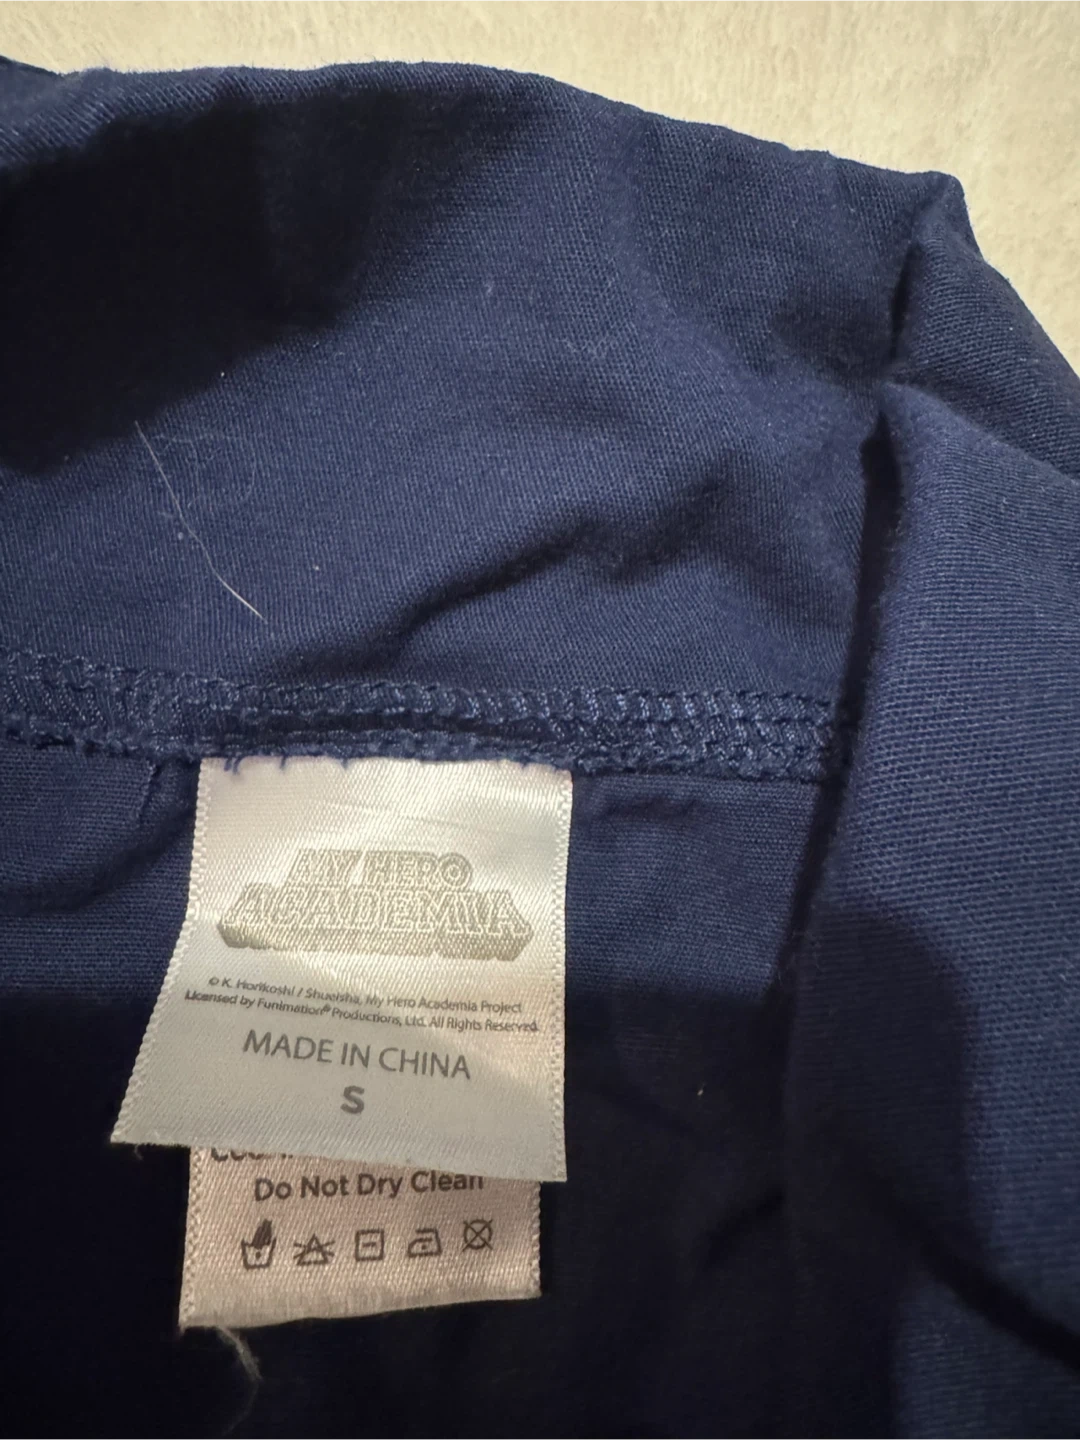 MY HERO
ACADEMIA
© K. Horikoshi / Shueisha, My Hero Academia Project
Licensed by Funimation® Productions, Ltd. All Rights Reserved.
MADE IN CHINA
S
Do Not Dry Clean